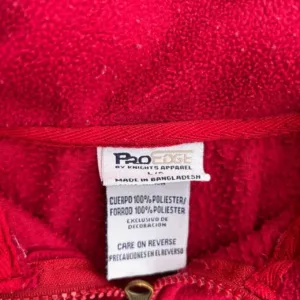 PROEDGE
BY KNIGHTS APPAREL
MADE IN BANGLADESH
CUERPO 100% POLIESTER/
FORRO 100% POLIESTER
EXCLUSIVO DE
DECORACION
CARE ON REVERSE
PRECAUCIONES EN EL REVERSO